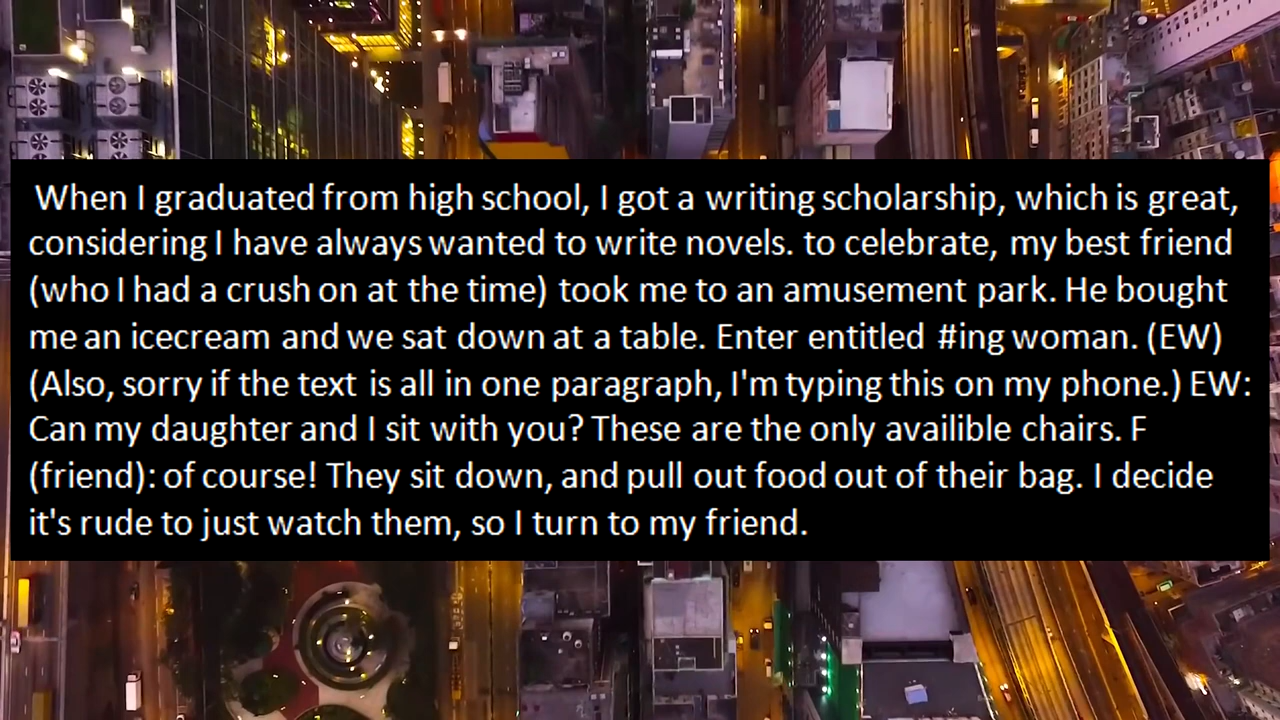 When I graduated from high school, I got a writing scholarship, which is great,
considering I have always wanted to write novels. to celebrate, my best friend
(who I had a crush on at the time) took me to an amusement park. He bought
me an icecream and we sat down at a table. Enter entitled #ing woman. (EW)
(Also, sorry if the text is all in one paragraph, I'm typing this on my phone.) EW:
Can my daughter and I sit with you? These are the only availible chairs. F
(friend): of course! They sit down, and pull out food out of their bag. I decide
it's rude to just watch them, so I turn to my friend.